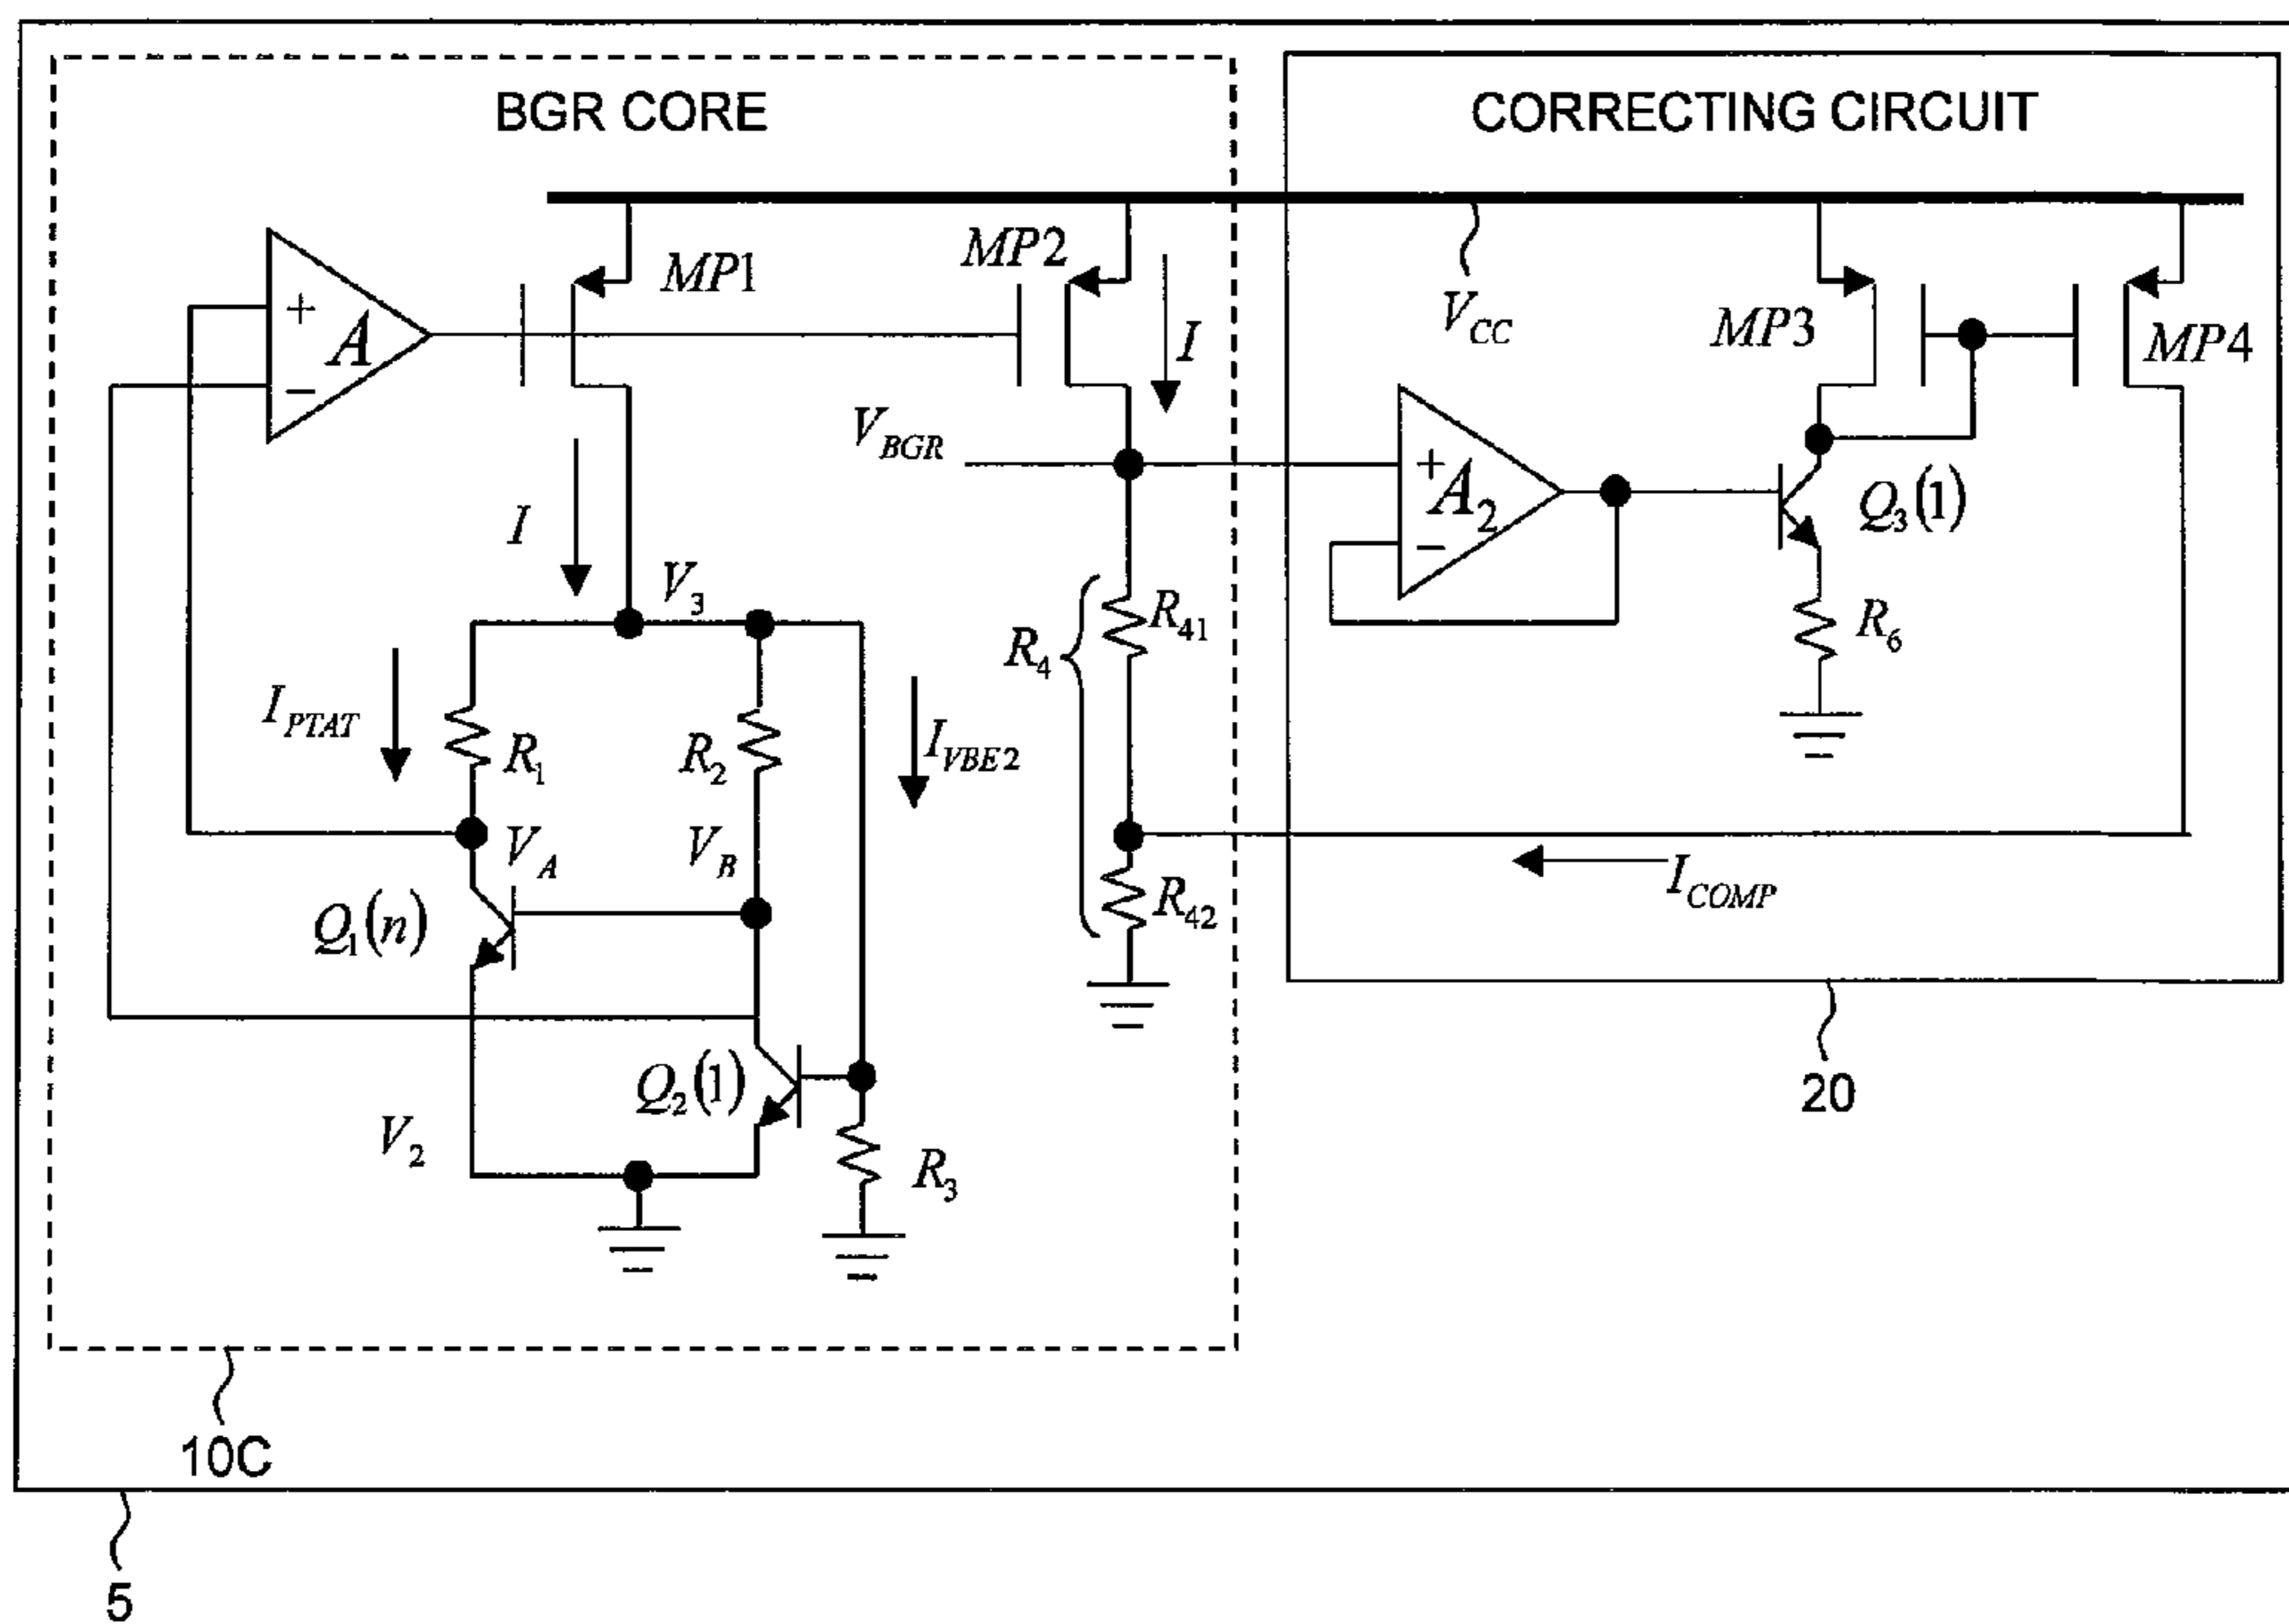 BGR CORE
CORRECTING CIRCUIT
MP1
MP2
I
V_CC
MP3
MP4
+
A
−
V_BGR
+
A_2
−
Q_3(1)
I
V_3
R_4
R_41
R_6
I_PTAT
R_1
R_2
I_VBE2
V_A
V_B
R_42
I_COMP
Q_1(n)
Q_2(1)
V_2
R_3
20
10C
5